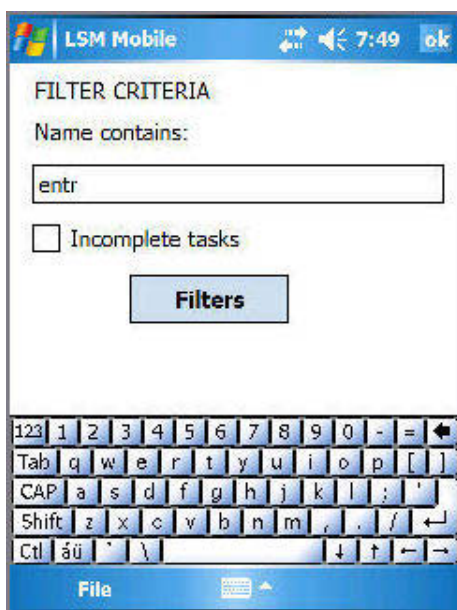 LSM Mobile 7:49 ok
FILTER CRITERIA
Name contains:
entr
Incomplete tasks
Filters
123 1 2 3 4 5 6 7 8 9 0 - = ←
Tab q w e r t y u i o p [ ]
CAP a s d f g h j k l ; '
Shift z x c v b n m , . / ↵
Ctl áü ` \ ↓ ↑ ← →
File